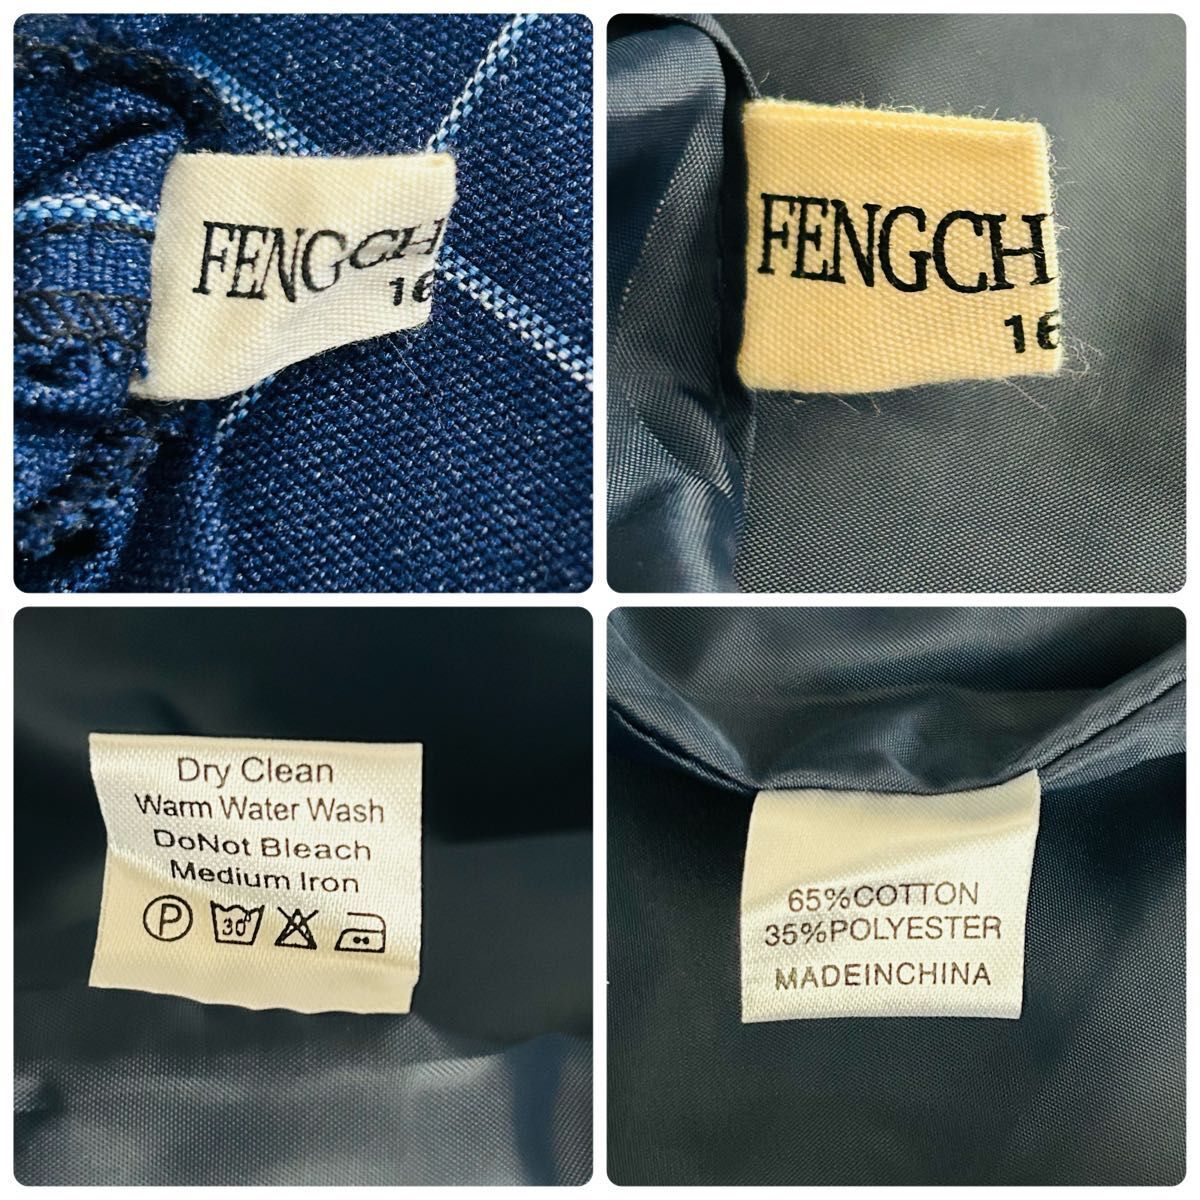 FENGCH
16
FENGCH
16
Dry Clean
Warm Water Wash
DoNot Bleach
Medium Iron
P 30
65%COTTON
35%POLYESTER
MADEINCHINA